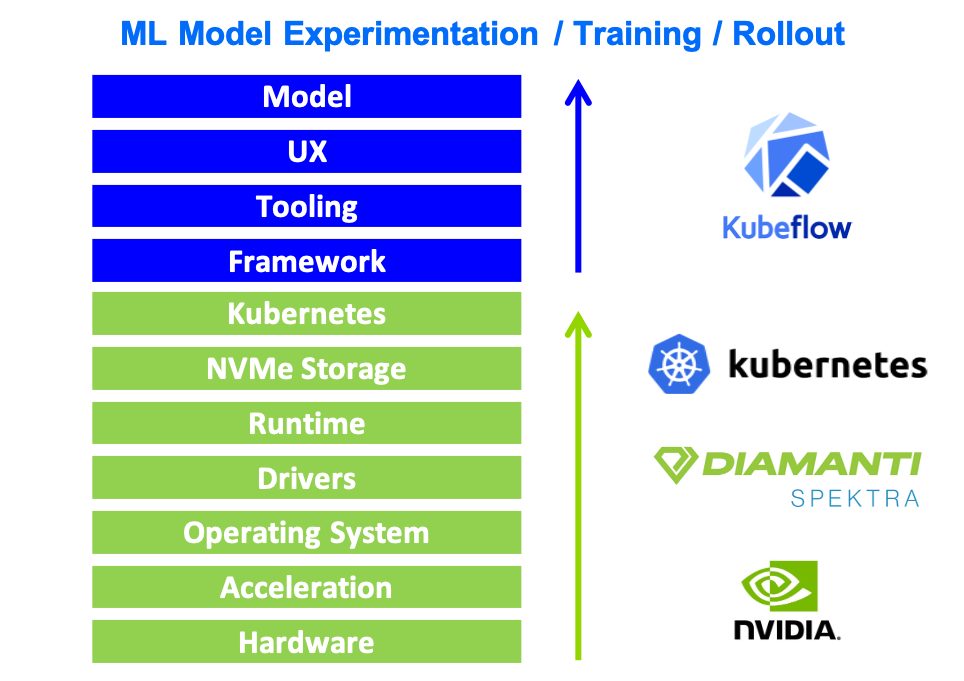 ML Model Experimentation / Training / Rollout
Model
UX
Tooling
Framework
Kubernetes
NVMe Storage
Runtime
Drivers
Operating System
Acceleration
Hardware
Kubeflow
kubernetes
DIAMANTI
SPEKTRA
NVIDIA.